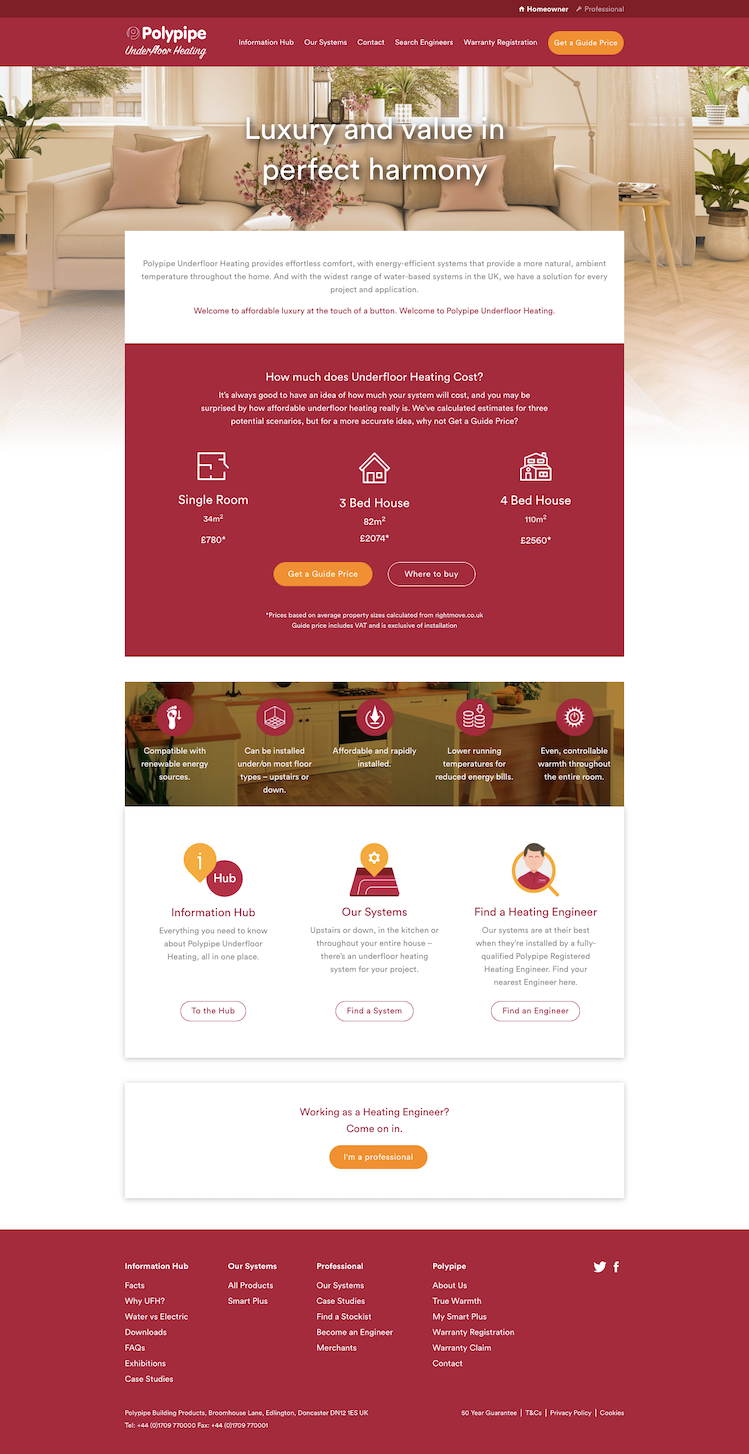 Homeowner
Professional
Polypipe
Underfloor Heating
Information Hub
Our Systems
Contact
Search Engineers
Warranty Registration
Get a Guide Price
Luxury and value in
perfect harmony
Polypipe Underfloor Heating provides effortless comfort, with energy-efficient systems that provide a more natural, ambient
temperature throughout the home. And with the widest range of water-based systems in the UK, we have a solution for every
project and application.
Welcome to affordable luxury at the touch of a button. Welcome to Polypipe Underfloor Heating.
How much does Underfloor Heating Cost?
It's always good to have an idea of how much your system will cost, and you may be
surprised by how affordable underfloor heating really is. We've calculated estimates for three
potential scenarios, but for a more accurate idea, why not Get a Guide Price?
Single Room
34m²
£780*
3 Bed House
82m²
£2074*
4 Bed House
110m²
£2560*
Get a Guide Price
Where to buy
*Prices based on average property sizes calculated from rightmove.co.uk
Guide price includes VAT and is exclusive of installation
Compatible with
renewable energy
sources.
Can be installed
under/on most floor
types – upstairs or
down.
Affordable and rapidly
installed.
Lower running
temperatures for
reduced energy bills.
Even, controllable
warmth throughout
the entire room.
i
Hub
Information Hub
Everything you need to know
about Polypipe Underfloor
Heating, all in one place.
To the Hub
Our Systems
Upstairs or down, in the kitchen or
throughout your entire house –
there's an underfloor heating
system for your project.
Find a System
Find a Heating Engineer
Our systems are at their best
when they're installed by a fully-
qualified Polypipe Registered
Heating Engineer. Find your
nearest Engineer here.
Find an Engineer
Working as a Heating Engineer?
Come on in.
I'm a professional
Information Hub
Facts
Why UFH?
Water vs Electric
Downloads
FAQs
Exhibitions
Case Studies
Our Systems
All Products
Smart Plus
Professional
Our Systems
Case Studies
Find a Stockist
Become an Engineer
Merchants
Polypipe
About Us
True Warmth
My Smart Plus
Warranty Registration
Warranty Claim
Contact
Polypipe Building Products, Broomhouse Lane, Edlington, Doncaster DN12 1ES UK
Tel: +44 (0)1709 770000 Fax: +44 (0)1709 770001
50 Year Guarantee | T&Cs | Privacy Policy | Cookies